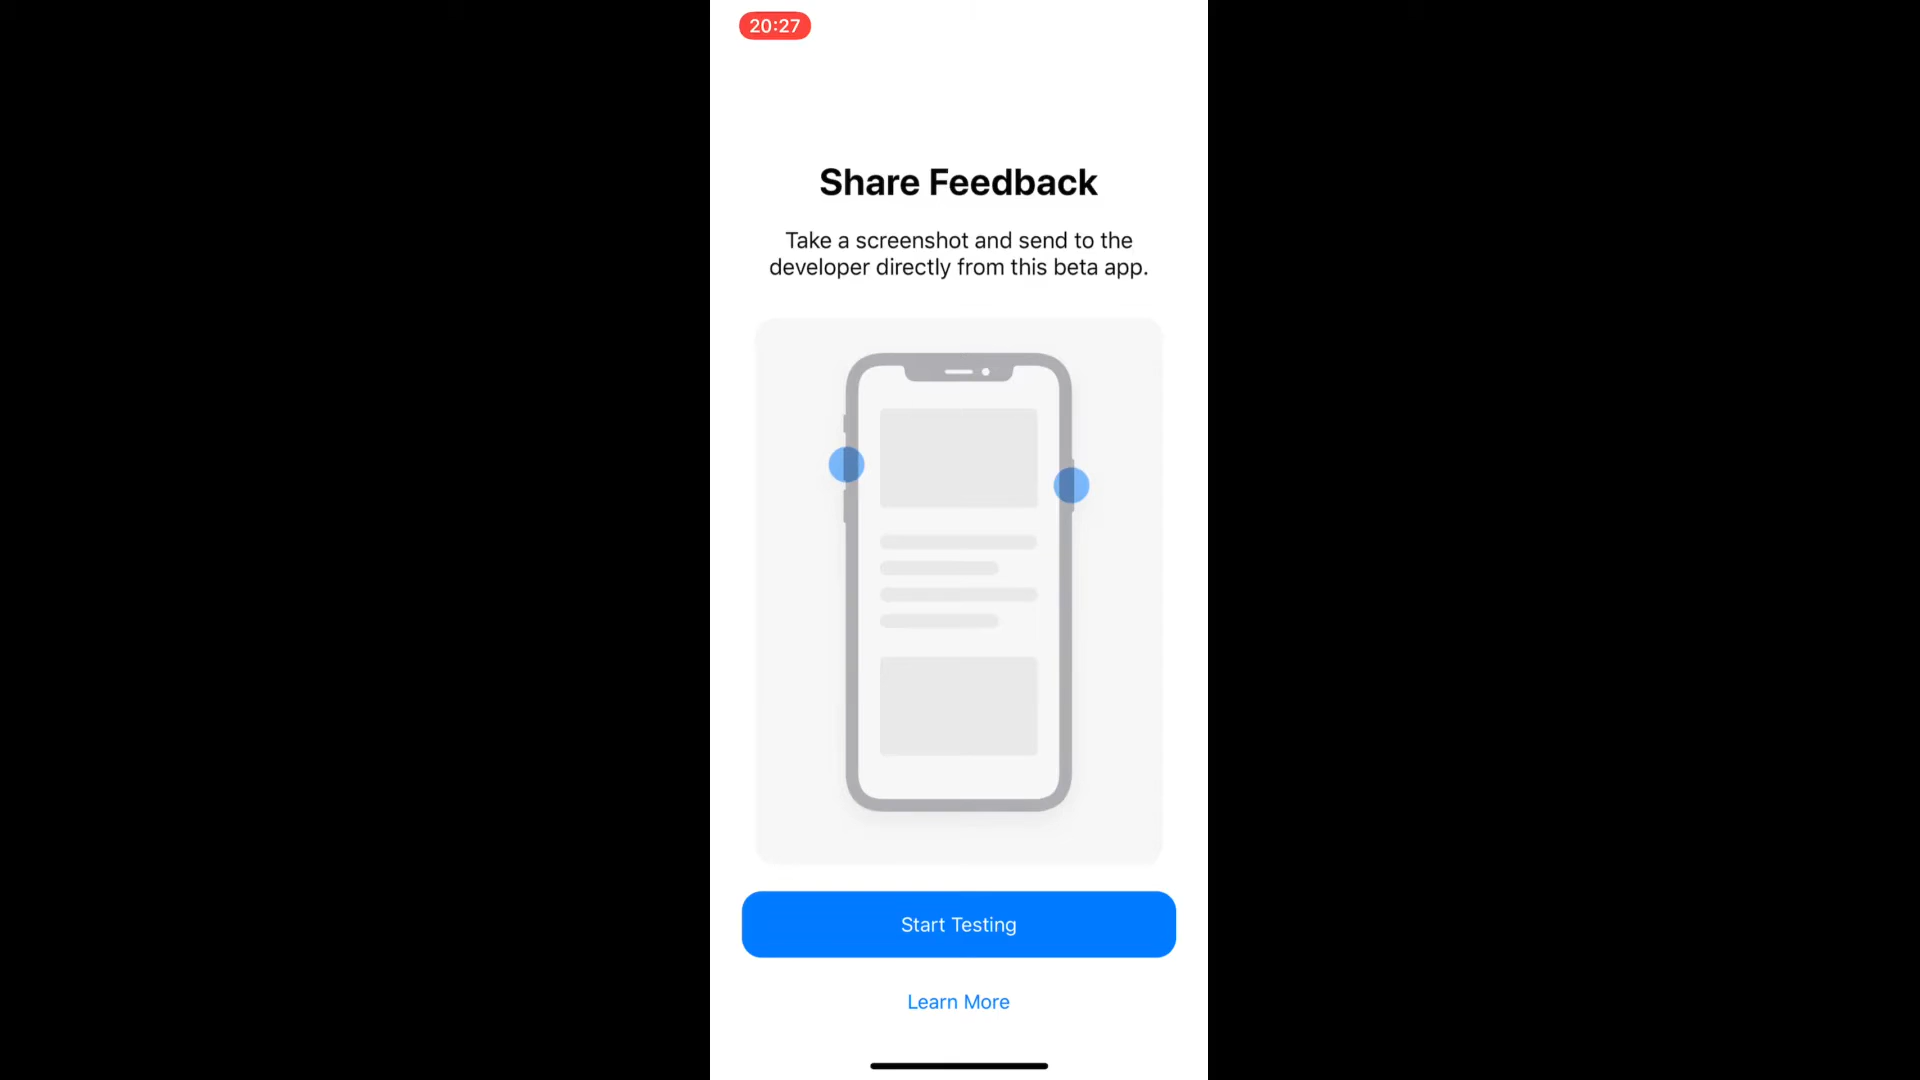 20:27
Share Feedback
Take a screenshot and send to the
developer directly from this beta app.
Start Testing
Learn More